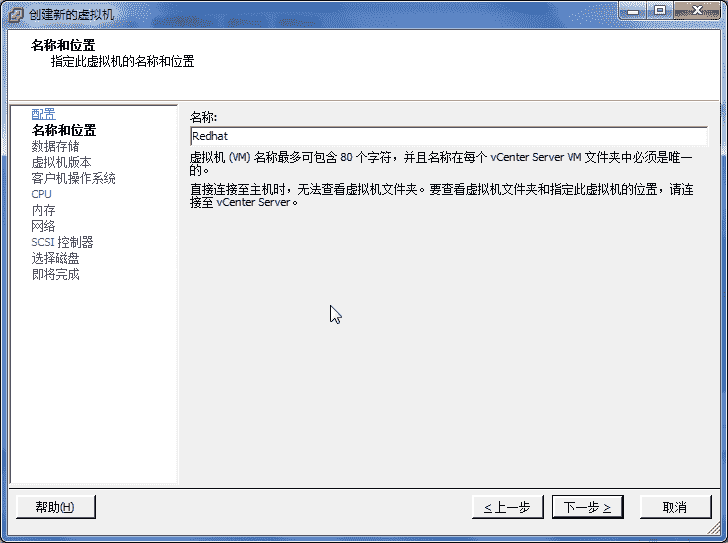 创建新的虚拟机
名称和位置
指定此虚拟机的名称和位置
配置
名称和位置
数据存储
虚拟机版本
客户机操作系统
CPU
内存
网络
SCSI 控制器
选择磁盘
即将完成
名称:
Redhat
虚拟机 (VM) 名称最多可包含 80 个字符，并且名称在每个 vCenter Server VM 文件夹中必须是唯一
的。
直接连接至主机时，无法查看虚拟机文件夹。要查看虚拟机文件夹和指定此虚拟机的位置，请连
接至 vCenter Server。
帮助(H)
< 上一步
下一步 >
取消